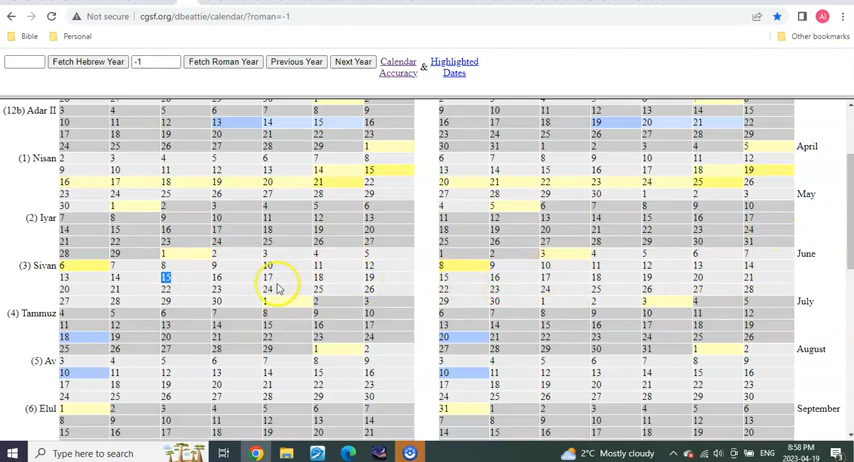 Not secure | cgsf.org/dbeattie/calendar/?roman=-1
Bible Personal Other bookmarks
Fetch Hebrew Year -1 Fetch Roman Year Previous Year Next Year Calendar Accuracy & Highlighted Dates
(12b) Adar II 3 4 5 6 7 8 9 9 10 11 12 13 14 15
10 11 12 13 14 15 16 16 17 18 19 20 21 22
17 18 19 20 21 22 23 23 24 25 26 27 28 29
24 25 26 27 28 29 1 30 31 1 2 3 4 5 April
(1) Nisan 2 3 4 5 6 7 8 6 7 8 9 10 11 12
9 10 11 12 13 14 15 13 14 15 16 17 18 19
16 17 18 19 20 21 22 20 21 22 23 24 25 26
23 24 25 26 27 28 29 27 28 29 30 1 2 3 May
30 1 2 3 4 5 6 4 5 6 7 8 9 10
(2) Iyar 7 8 9 10 11 12 13 11 12 13 14 15 16 17
14 15 16 17 18 19 20 18 19 20 21 22 23 24
21 22 23 24 25 26 27 25 26 27 28 29 30 31
28 29 1 2 3 4 5 1 2 3 4 5 6 7 June
(3) Sivan 6 7 8 9 10 11 12 8 9 10 11 12 13 14
13 14 15 16 17 18 19 15 16 17 18 19 20 21
20 21 22 23 24 25 26 22 23 24 25 26 27 28
27 28 29 30 1 2 3 29 30 1 2 3 4 5 July
(4) Tammuz 4 5 6 7 8 9 10 6 7 8 9 10 11 12
11 12 13 14 15 16 17 13 14 15 16 17 18 19
18 19 20 21 22 23 24 20 21 22 23 24 25 26
25 26 27 28 29 1 2 27 28 29 30 31 1 2 August
(5) Av 3 4 5 6 7 8 9 3 4 5 6 7 8 9
10 11 12 13 14 15 16 10 11 12 13 14 15 16
17 18 19 20 21 22 23 17 18 19 20 21 22 23
24 25 26 27 28 29 30 24 25 26 27 28 29 30
(6) Elul 1 2 3 4 5 6 7 31 1 2 3 4 5 6 September
8 9 10 11 12 13 14 7 8 9 10 11 12 13
15 16 17 18 19 20 21 14 15 16 17 18 19 20
Type here to search 2°C Mostly cloudy ENG 8:58 PM
2023-04-19